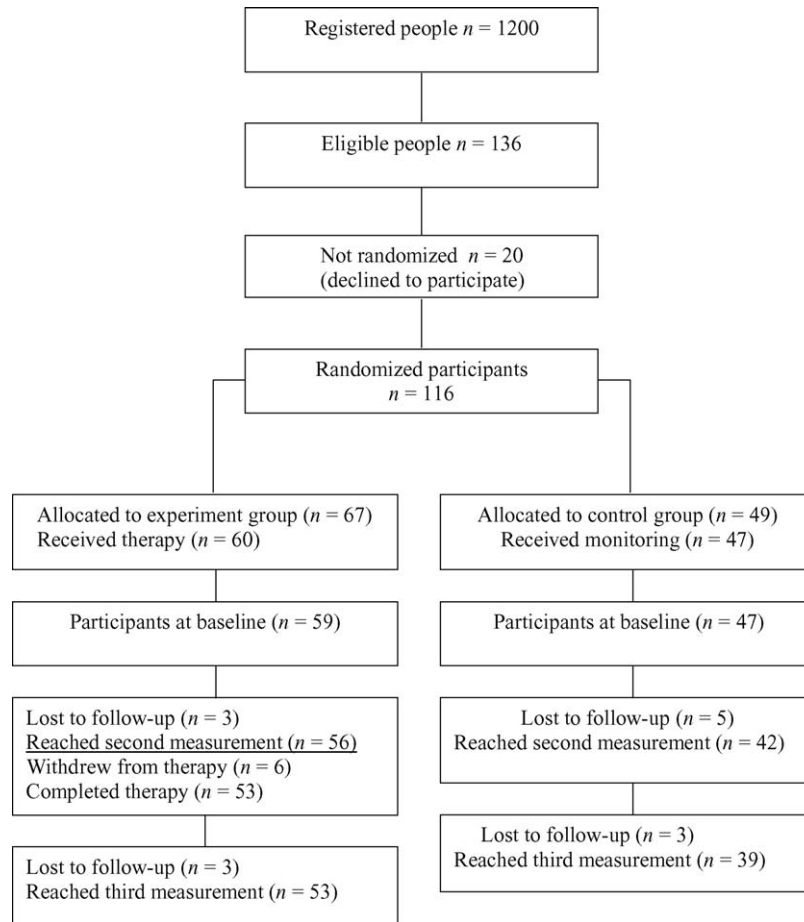 Registered people n = 1200
Eligible people n = 136
Not randomized n = 20
(declined to participate)
Randomized participants
n = 116
Allocated to experiment group (n = 67)
Received therapy (n = 60)
Allocated to control group (n = 49)
Received monitoring (n = 47)
Participants at baseline (n = 59)
Participants at baseline (n = 47)
Lost to follow-up (n = 3)
Reached second measurement (n = 56)
Withdrew from therapy (n = 6)
Completed therapy (n = 53)
Lost to follow-up (n = 5)
Reached second measurement (n = 42)
Lost to follow-up (n = 3)
Reached third measurement (n = 53)
Lost to follow-up (n = 3)
Reached third measurement (n = 39)